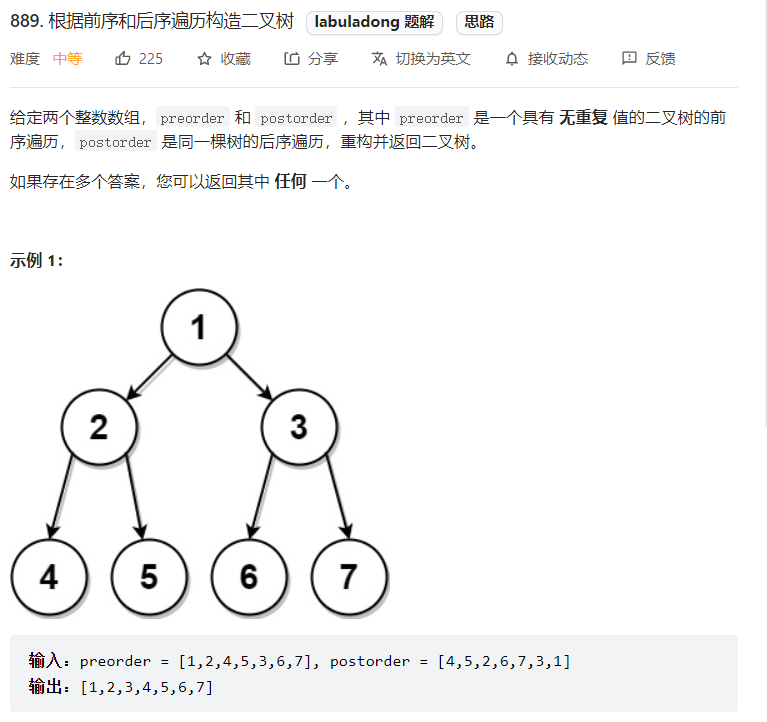 889. 根据前序和后序遍历构造二叉树 labuladong 题解 思路
难度 中等 225 收藏 分享 切换为英文 接收动态 反馈
给定两个整数数组，preorder 和 postorder ，其中 preorder 是一个具有 无重复 值的二叉树的前
序遍历，postorder 是同一棵树的后序遍历，重构并返回二叉树。
如果存在多个答案，您可以返回其中 任何 一个。
示例 1：
1
2 3
4 5 6 7
输入：preorder = [1,2,4,5,3,6,7], postorder = [4,5,2,6,7,3,1]
输出：[1,2,3,4,5,6,7]